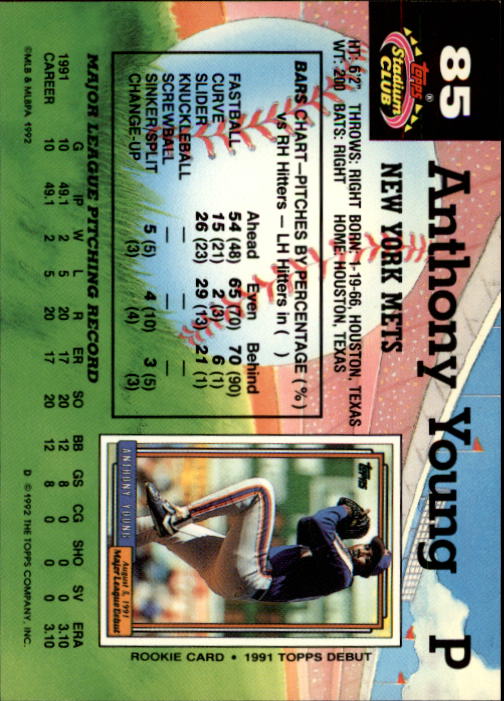 85
Topps®
Stadium
CLUB
Anthony Young P
NEW YORK METS
HT: 6'2" THROWS: RIGHT BORN 1-19-66, HOUSTON, TEXAS
WT: 200 BATS: RIGHT HOME: HOUSTON, TEXAS
BARS CHART—PITCHES BY PERCENTAGE (%)
vs RH Hitters — LH Hitters in ( )
Ahead Even Behind
FASTBALL 54 (48) 65 (70) 70 (90)
CURVE 15 (21) 2 (3) 6 (1)
SLIDER 26 (23) 29 (13) 21 (1)
KNUCKLEBALL — — —
SCREWBALL — — —
SINKER/SPLIT 5 (5) 4 (10) 3 (5)
CHANGE-UP (3) (4) (3)
Topps
ANTHONY YOUNG
August 5, 1991
Major League Debut
ROOKIE CARD • 1991 TOPPS DEBUT
MAJOR LEAGUE PITCHING RECORD
G IP W L R ER SO BB GS CG SHO SV ERA
1991 10 49.1 2 5 20 17 20 12 8 0 0 0 3.10
CAREER 10 49.1 2 5 20 17 20 12 8 0 0 0 3.10
©MLB & MLBPA 1992
D © 1992 THE TOPPS COMPANY, INC.